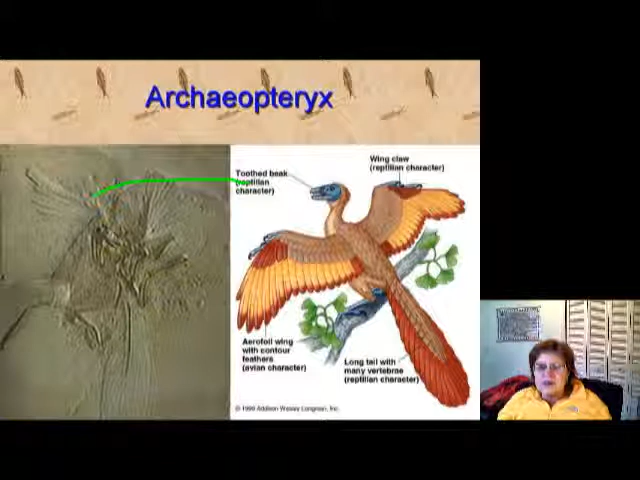 Archaeopteryx
Toothed beak
(reptilian
character)
Wing claw
(reptilian character)
Aerofoil wing
with contour
feathers
(avian character)
Long tail with
many vertebrae
(reptilian character)
© 1999 Addison Wesley Longman, Inc.